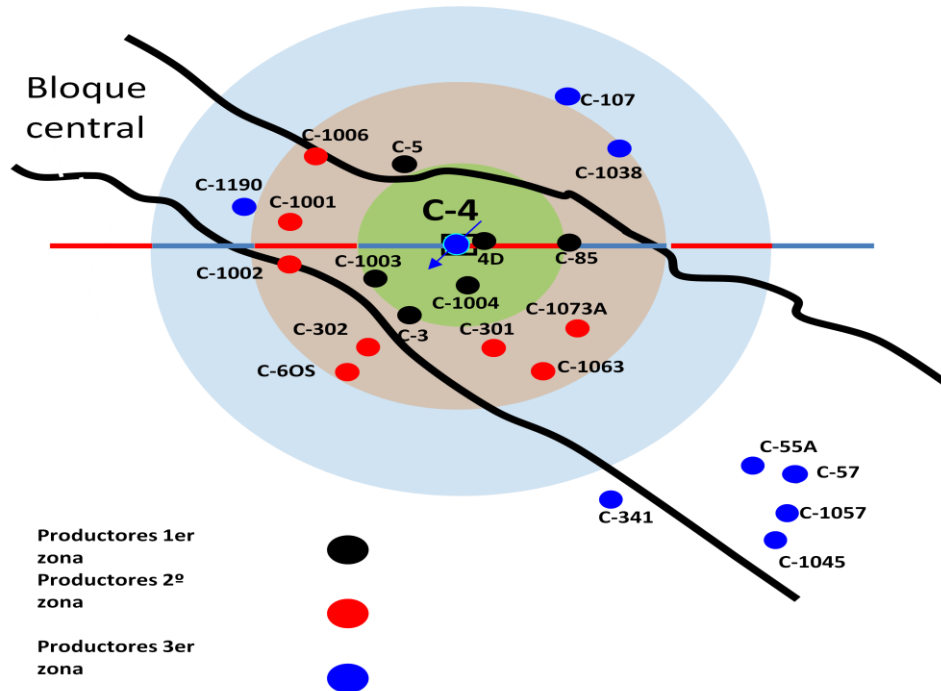 Bloque
central
C-107
C-1006
C-5
C-1038
C-1190
C-1001
C-4
C-1002
C-1003
4D
C-85
C-1004
C-1073A
C-302
C-3
C-301
C-6OS
C-1063
C-55A
C-57
C-341
C-1057
C-1045
Productores 1er
zona
Productores 2º
zona
Productores 3er
zona